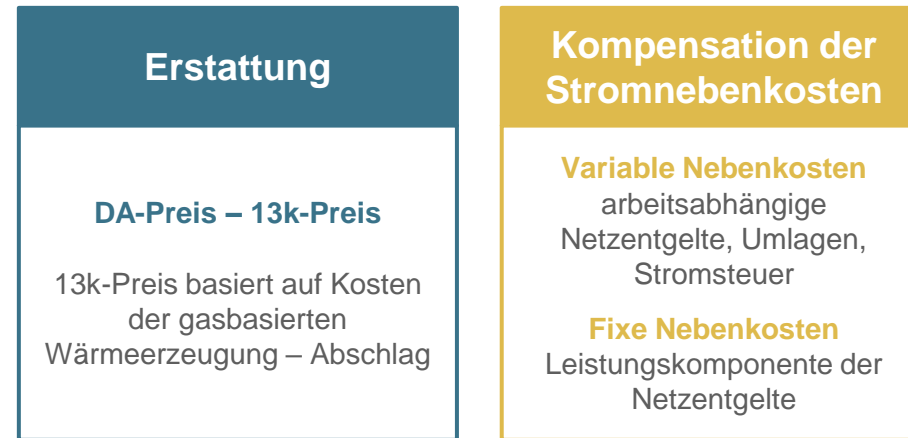 Erstattung
DA-Preis – 13k-Preis
13k-Preis basiert auf Kosten
der gasbasierten
Wärmeerzeugung – Abschlag
Kompensation der
Stromnebenkosten
Variable Nebenkosten
arbeitsabhängige
Netzentgelte, Umlagen,
Stromsteuer
Fixe Nebenkosten
Leistungskomponente der
Netzentgelte